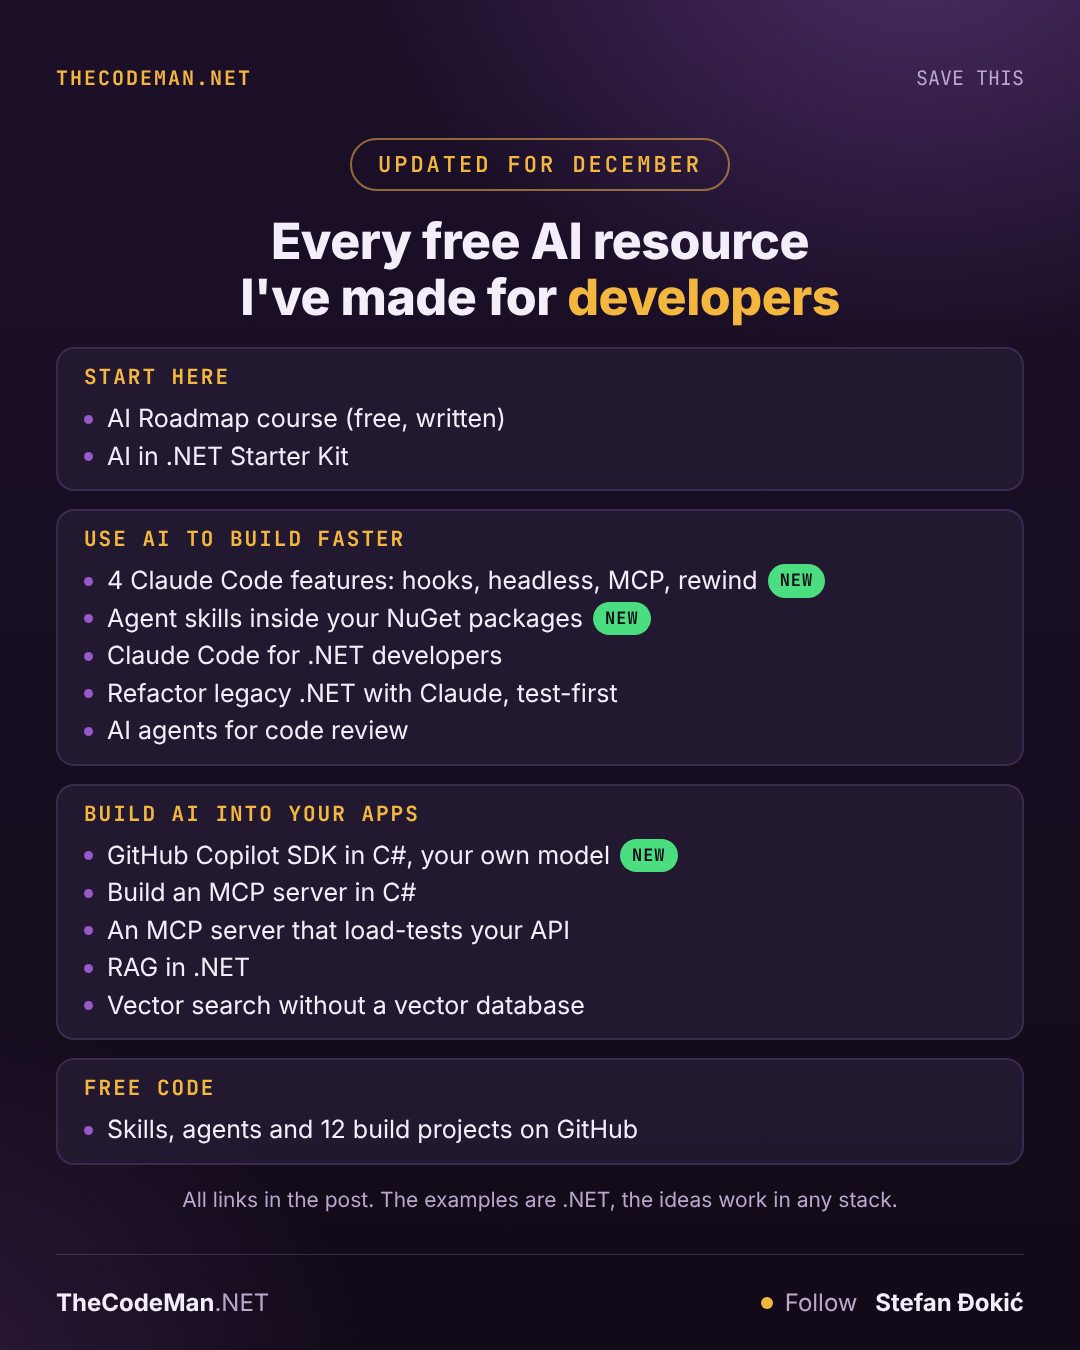 THECODEMAN.NET
SAVE THIS
UPDATED FOR DECEMBER
Every free AI resource
I've made for developers
START HERE
AI Roadmap course (free, written)
AI in .NET Starter Kit
USE AI TO BUILD FASTER
4 Claude Code features: hooks, headless, MCP, rewind NEW
Agent skills inside your NuGet packages NEW
Claude Code for .NET developers
Refactor legacy .NET with Claude, test-first
AI agents for code review
BUILD AI INTO YOUR APPS
GitHub Copilot SDK in C#, your own model NEW
Build an MCP server in C#
An MCP server that load-tests your API
RAG in .NET
Vector search without a vector database
FREE CODE
Skills, agents and 12 build projects on GitHub
All links in the post. The examples are .NET, the ideas work in any stack.
TheCodeMan.NET
Follow Stefan Đokić